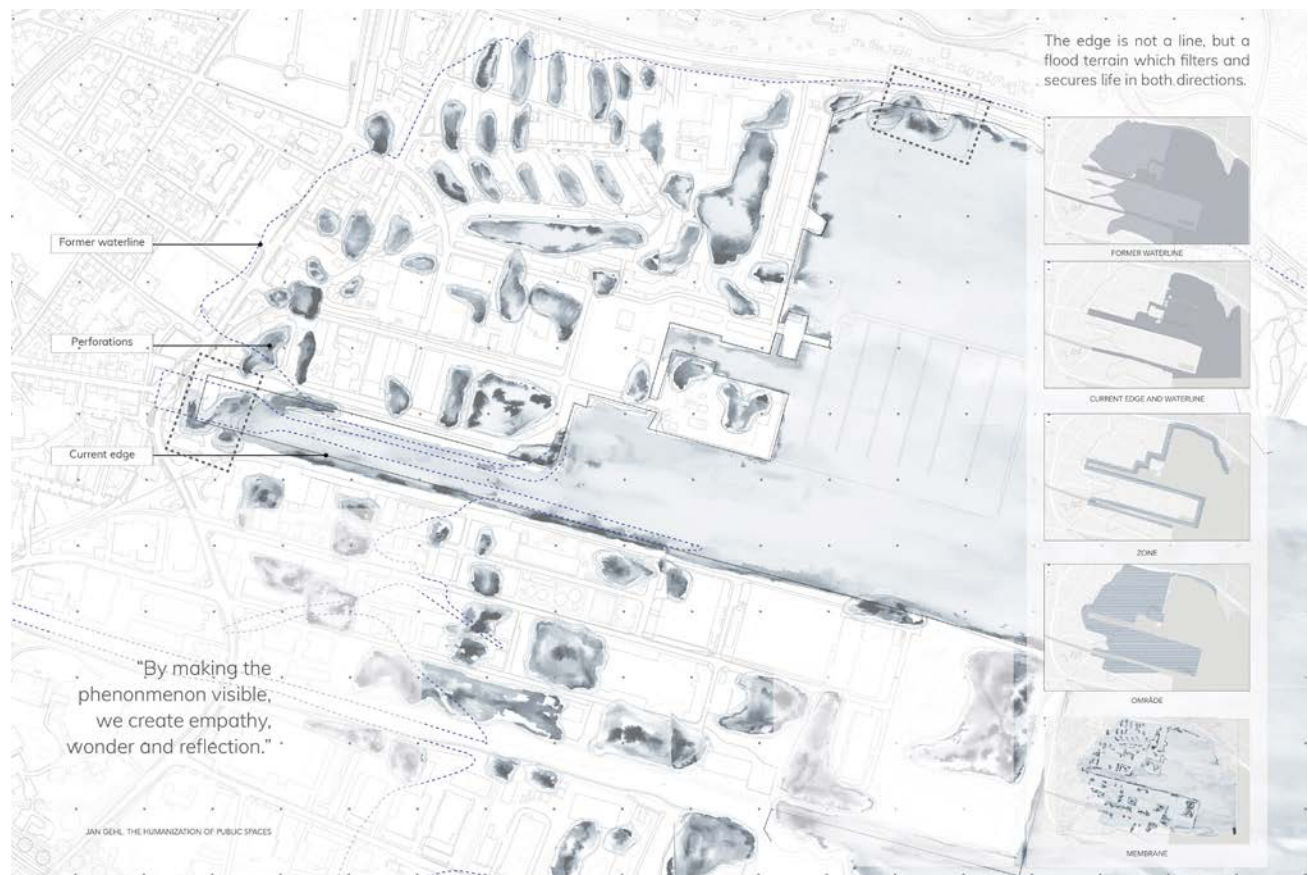 The edge is not a line, but a
flood terrain which filters and
secures life in both directions.
Former waterline
Perforations
Current edge
FORMER WATERLINE
CURRENT EDGE AND WATERLINE
ZONE
OMRÅDE
MEMBRANE
"By making the
phenonmenon visible,
we create empathy,
wonder and reflection."
JAN GEHL. THE HUMANIZATION OF PUBLIC SPACES